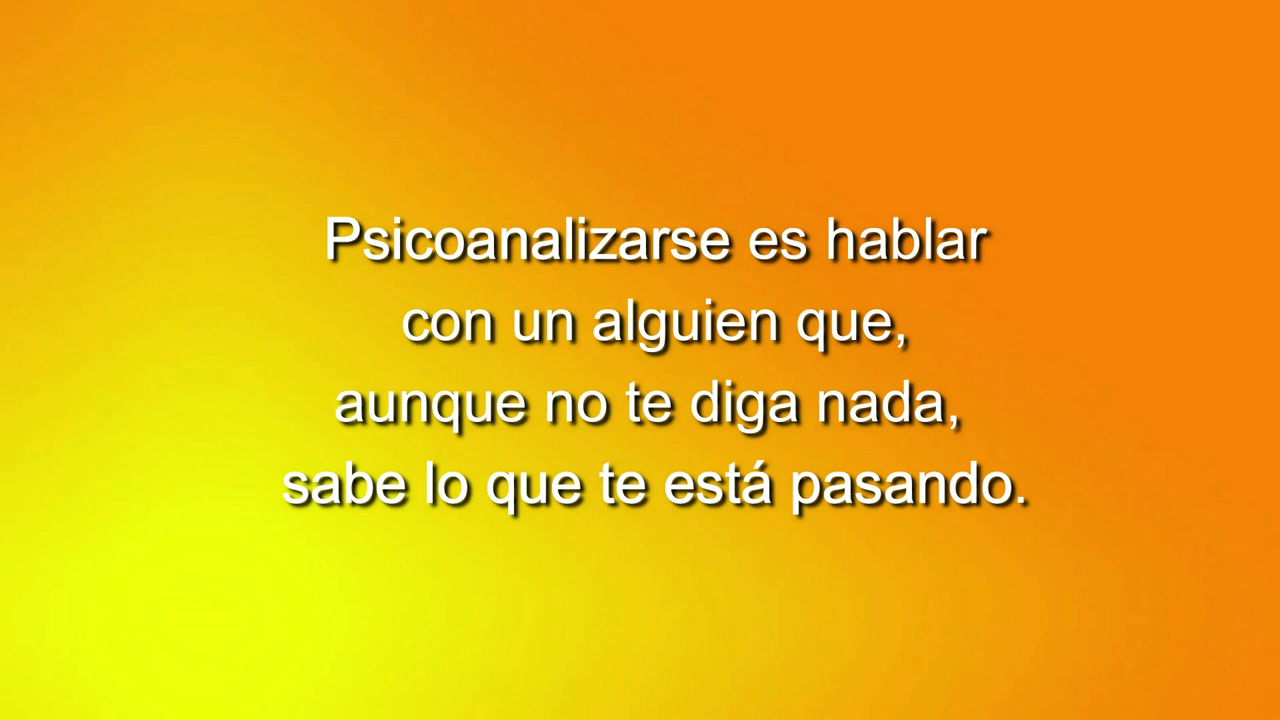 Psicoanalizarse es hablar
con un alguien que,
aunque no te diga nada,
sabe lo que te está pasando.